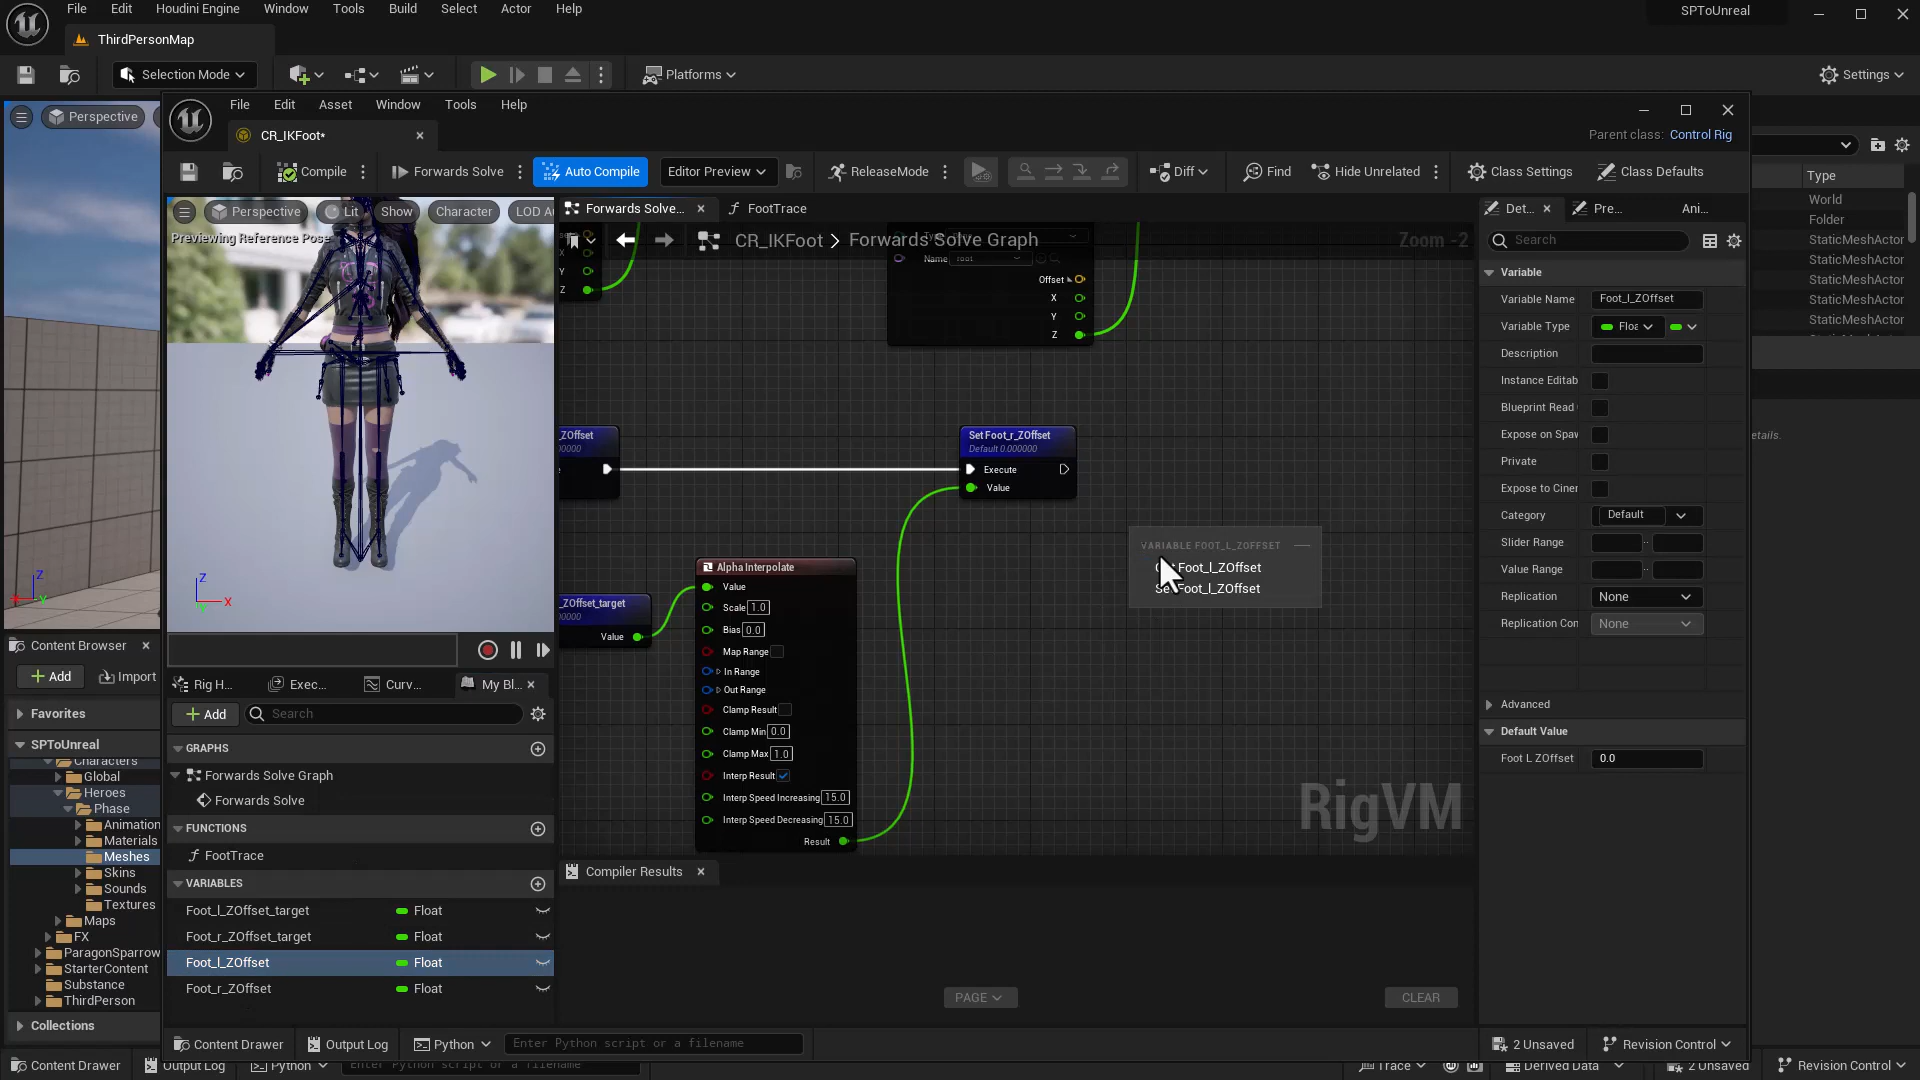 File Edit Houdini Engine Window Tools Build Select Actor Help
SPToUnreal
ThirdPersonMap
Selection Mode
Platforms
Settings
Perspective
File Edit Asset Window Tools Help
CR_IKFoot*
Parent class: Control Rig
Compile
Forwards Solve
Auto Compile
Editor Preview
ReleaseMode
Diff
Find
Hide Unrelated
Class Settings
Class Defaults
Type
World
Folder
StaticMeshActor
StaticMeshActor
StaticMeshActor
StaticMeshActor
StaticMeshActor
Perspective
Lit
Show
Character
Previewing Reference Pose
Z
X
Y
Forwards Solve...
FootTrace
CR_IKFoot > Forwards Solve Graph
Zoom -2
Y
Z
Name root
Offset
X
Y
Z
ZOffset
Set Foot_r_ZOffset
Default 0.000000
Execute
Value
_ZOffset_target
Value
Alpha Interpolate
Value
Scale 1.0
Bias 0.0
Map Range
In Range
Out Range
Clamp Result
Clamp Min 0.0
Clamp Max 1.0
Interp Result
Interp Speed Increasing 15.0
Interp Speed Decreasing 15.0
Result
VARIABLE FOOT_L_ZOFFSET
Foot_l_ZOffset
Foot_l_ZOffset
RigVM
Det...
Pre...
Ani...
Search
Variable
Variable Name Foot_l_ZOffset
Variable Type Floa
Description
Instance Editab
Blueprint Read
Expose on Spaw
Private
Expose to Ciner
Category Default
Slider Range
Value Range
Replication None
Replication Con None
Advanced
Default Value
Foot L ZOffset 0.0
etails.
Content Browser
Add
Import
Favorites
SPToUnreal
Characters
Global
Heroes
Phase
Animation
Materials
Meshes
Skins
Sounds
Textures
Maps
FX
ParagonSparrow
StarterContent
Substance
ThirdPerson
Collections
Rig H...
Exec...
Curv...
My Bl...
Add
Search
GRAPHS
Forwards Solve Graph
Forwards Solve
FUNCTIONS
FootTrace
VARIABLES
Foot_l_ZOffset_target Float
Foot_r_ZOffset_target Float
Foot_l_ZOffset Float
Foot_r_ZOffset Float
Compiler Results
PAGE
CLEAR
Content Drawer
Output Log
Python
Enter Python script or a filename
2 Unsaved
Revision Control
Content Drawer
Output Log
Python
Enter Python script or a filename
Trace
Derived Data
2 Unsaved
Revision Control